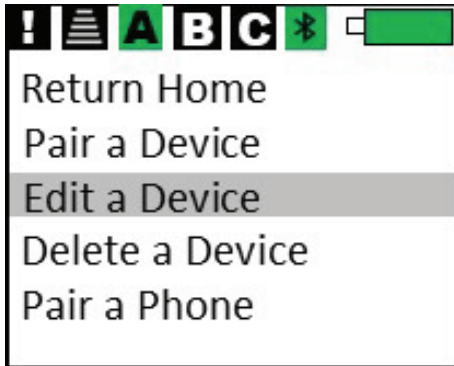 ! A B C
Return Home
Pair a Device
Edit a Device
Delete a Device
Pair a Phone